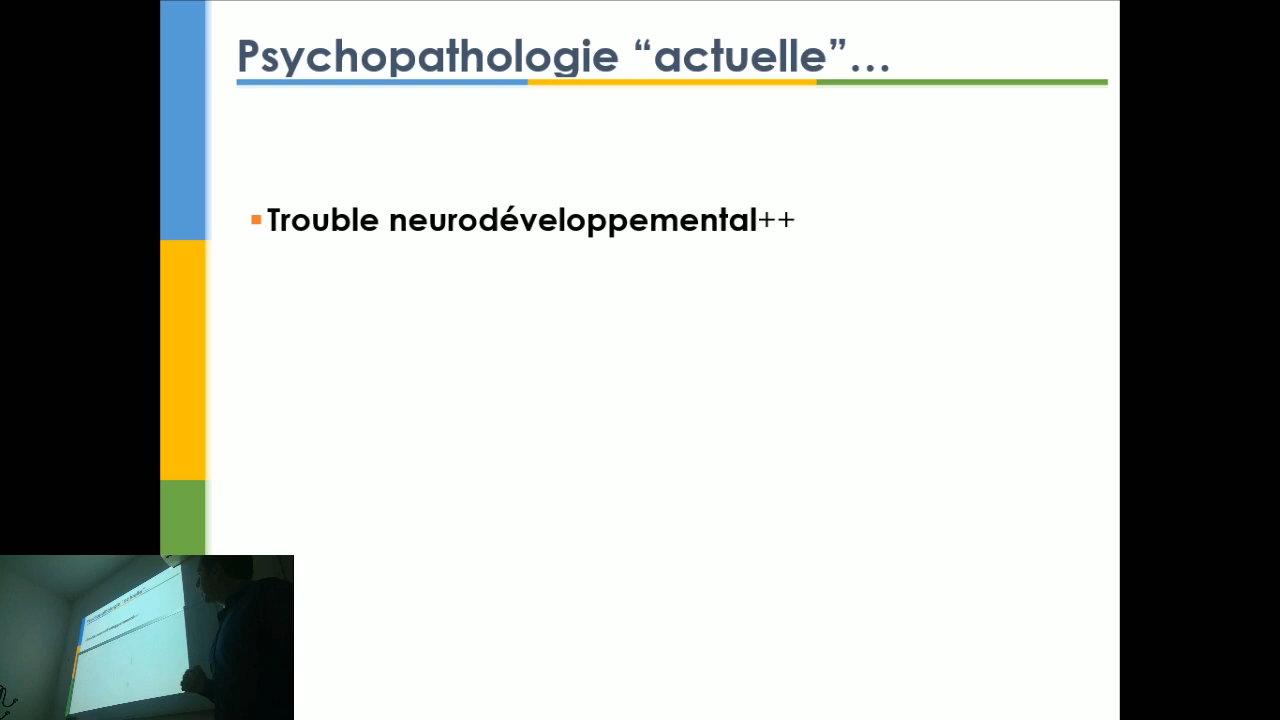 Psychopathologie “actuelle”…
Trouble neurodéveloppemental++